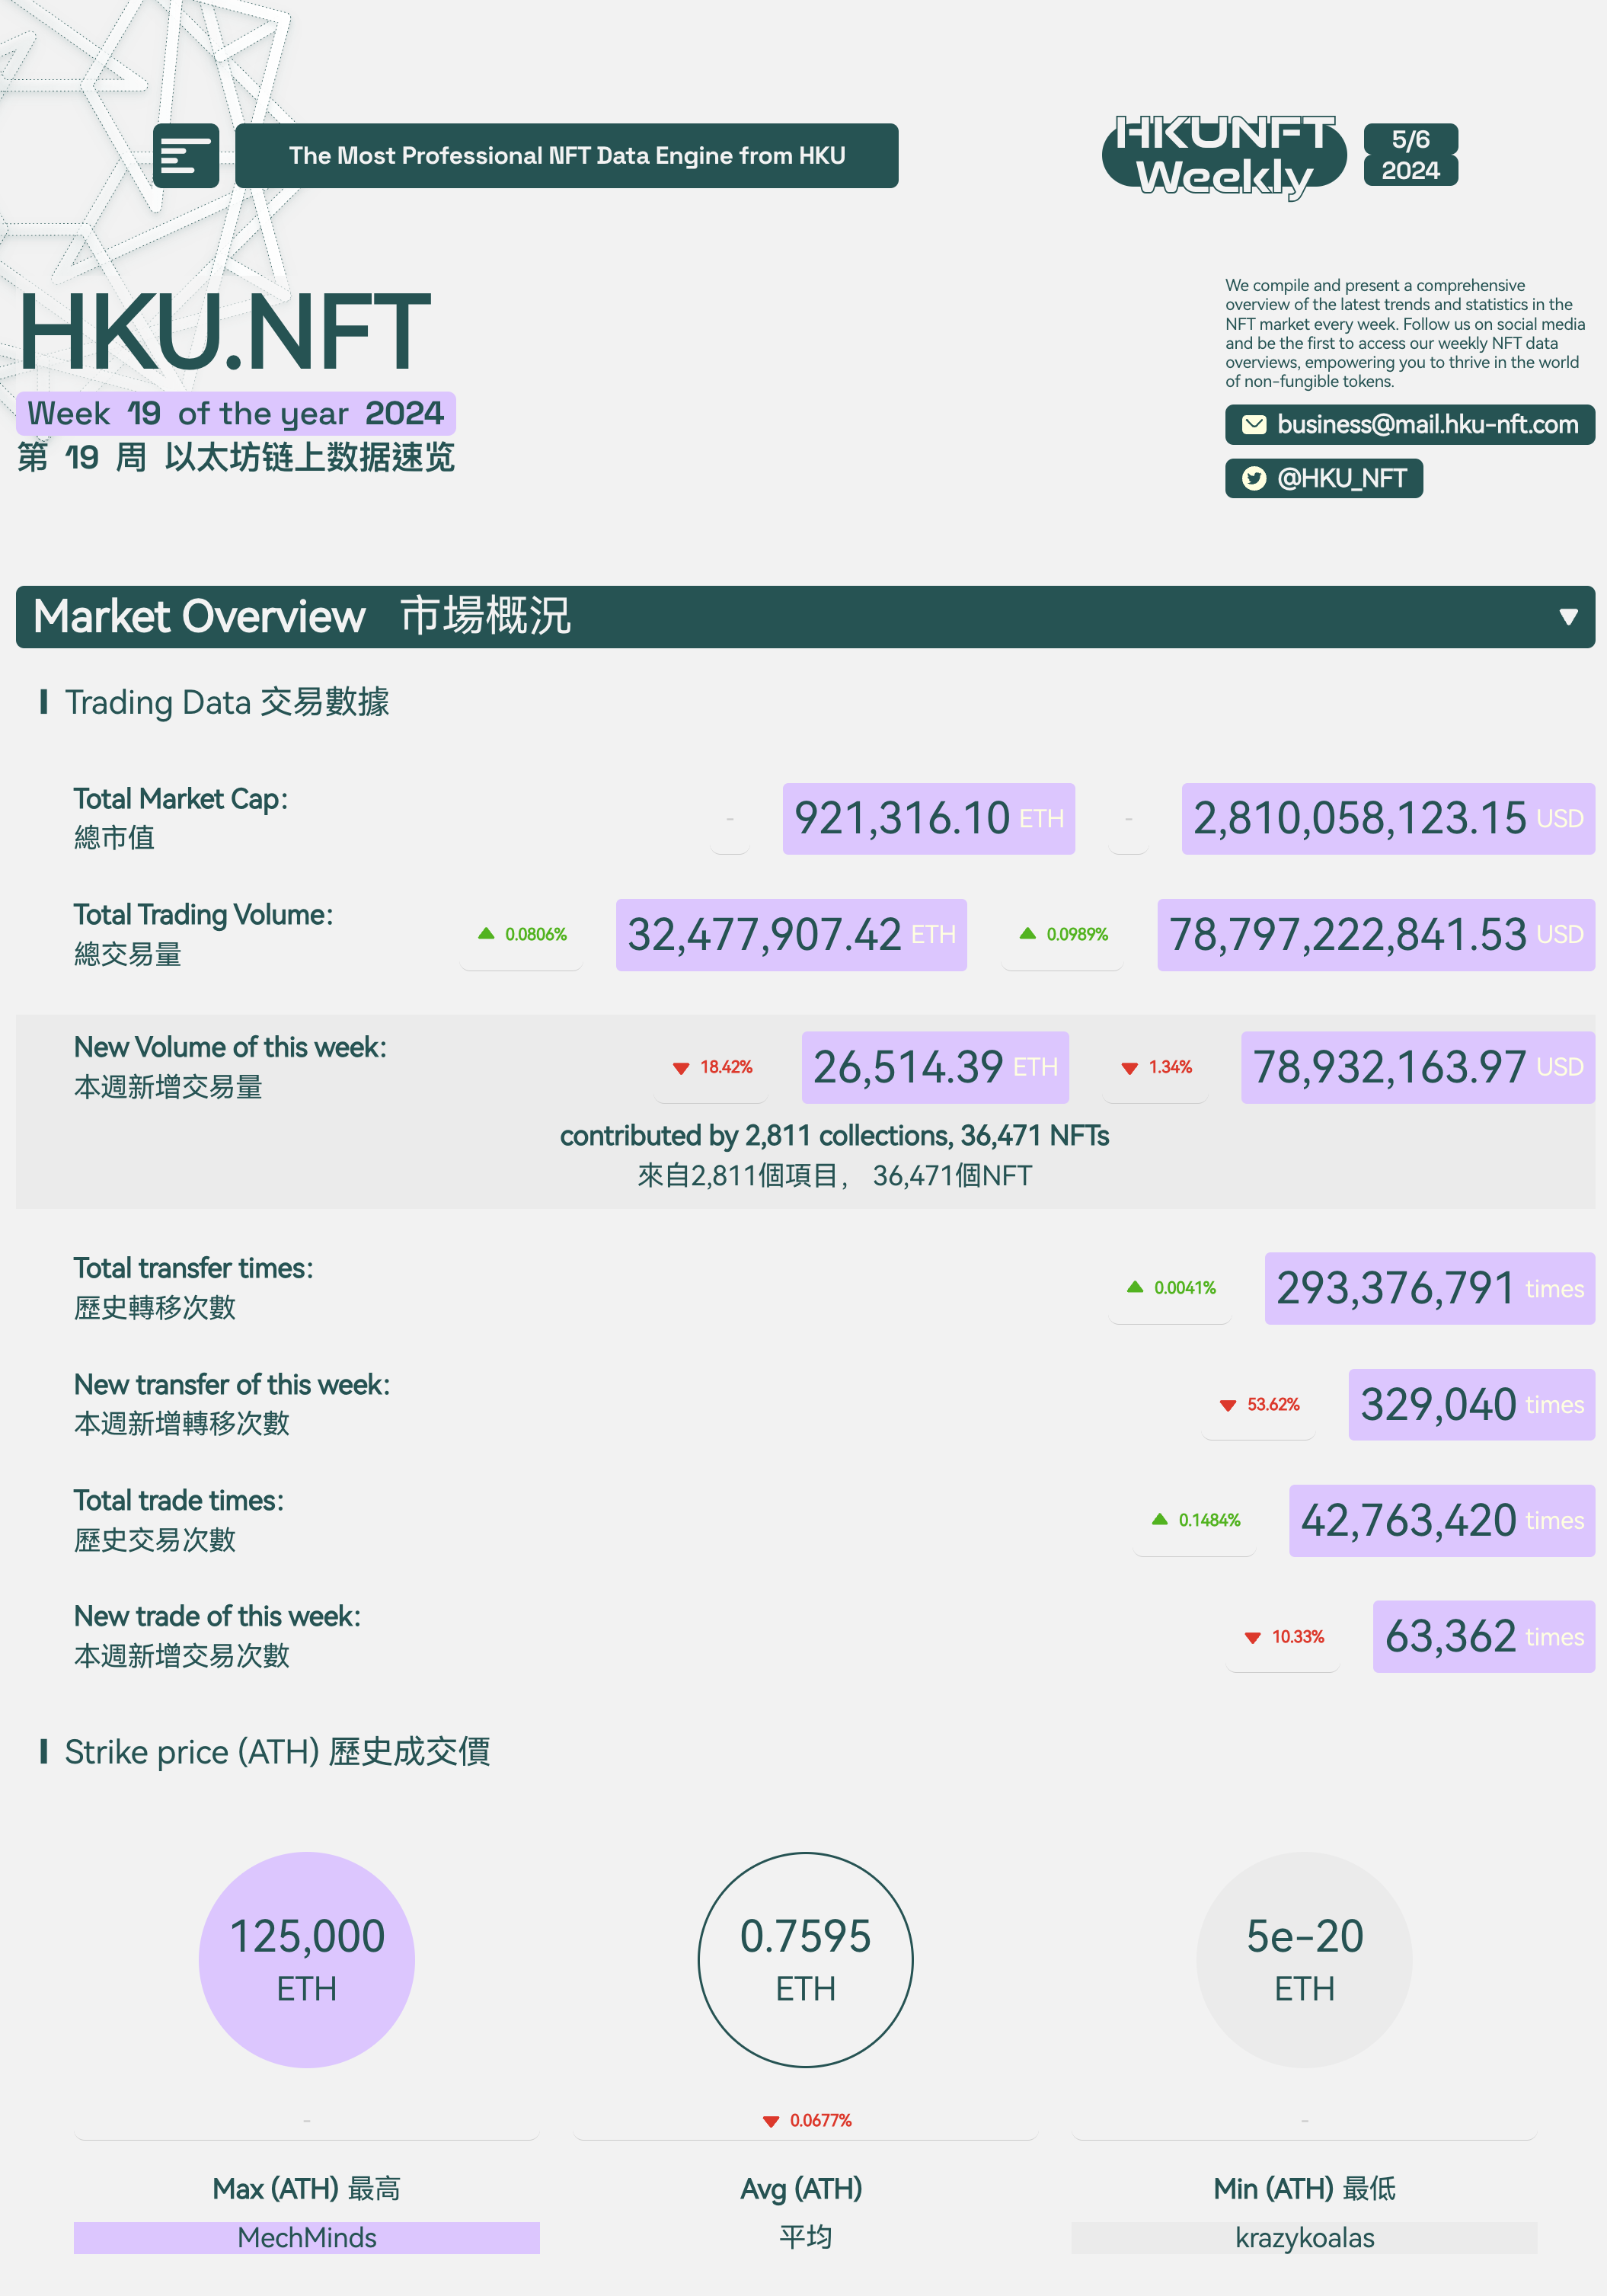 The Most Professional NFT Data Engine from HKU
HKUNFT
Weekly
5/6
2024
HKU.NFT
Week 19 of the year 2024
第 19 周 以太坊链上数据速览
We compile and present a comprehensive
overview of the latest trends and statistics in the
NFT market every week. Follow us on social media
and be the first to access our weekly NFT data
overviews, empowering you to thrive in the world
of non-fungible tokens.
business@mail.hku-nft.com
@HKU_NFT
Market Overview 市場概況
Trading Data 交易數據
Total Market Cap:
總市值
- 921,316.10 ETH - 2,810,058,123.15 USD
Total Trading Volume:
總交易量
0.0806% 32,477,907.42 ETH 0.0989% 78,797,222,841.53 USD
New Volume of this week:
本週新增交易量
18.42% 26,514.39 ETH 1.34% 78,932,163.97 USD
contributed by 2,811 collections, 36,471 NFTs
來自2,811個項目， 36,471個NFT
Total transfer times:
歷史轉移次數
0.0041% 293,376,791 times
New transfer of this week:
本週新增轉移次數
53.62% 329,040 times
Total trade times:
歷史交易次數
0.1484% 42,763,420 times
New trade of this week:
本週新增交易次數
10.33% 63,362 times
Strike price (ATH) 歷史成交價
125,000
ETH
-
Max (ATH) 最高
MechMinds
0.7595
ETH
0.0677%
Avg (ATH)
平均
5e-20
ETH
-
Min (ATH) 最低
krazykoalas